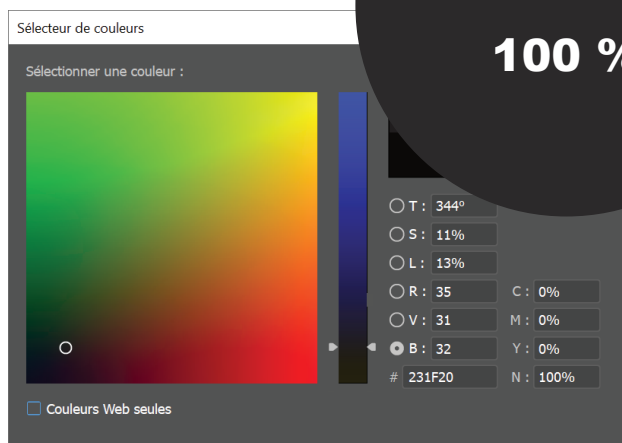 Sélecteur de couleurs
100 %
Sélectionner une couleur :
T : 344°
S : 11%
L : 13%
R : 35 C : 0%
V : 31 M : 0%
B : 32 Y : 0%
# 231F20 N : 100%
Couleurs Web seules